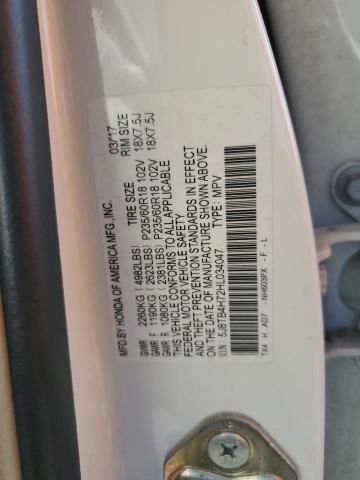 MFD.BY HONDA OF AMERICA MFG.,INC. 03/17
TIRE SIZE RIM SIZE
GVWR 2260KG (4982LBS) P235/60R18 102V 18X7.5J
GAWR F 1190KG (2623LBS) P235/60R18 102V 18X7.5J
GAWR R 1080KG (2381LBS)
THIS VEHICLE CONFORMS TO ALL APPLICABLE
FEDERAL MOTOR VEHICLE SAFETY
AND THEFT PREVENTION STANDARDS IN EFFECT
ON THE DATE OF MANUFACTURE SHOWN ABOVE.
V.I.N.: 5J8TB4H72HL034047 TYPE: MPV
TX4 H AD7 - NH603PX - F - L